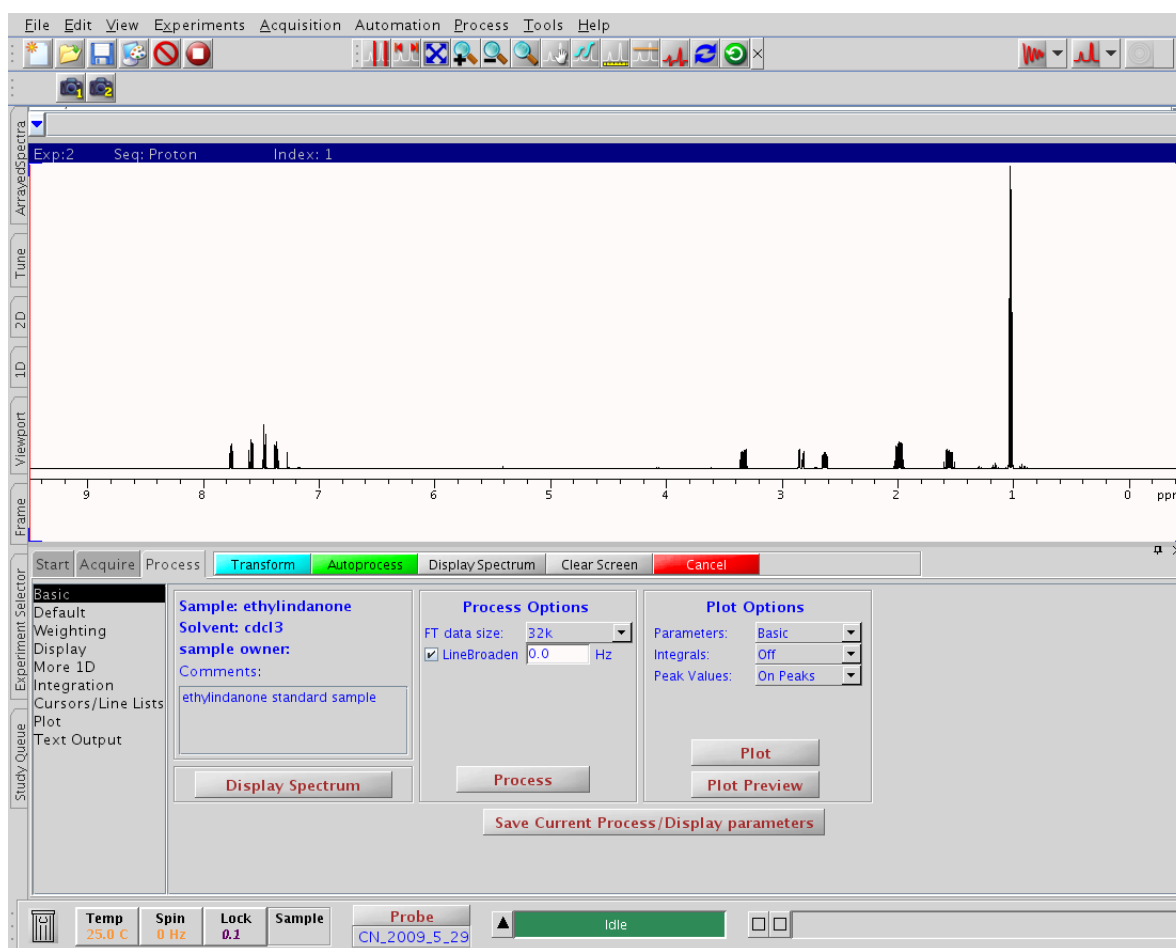 File Edit View Experiments Acquisition Automation Process Tools Help
1 2
ArrayedSpectra
Tune
2D
1D
Viewport
Frame
Experiment Selector
Study Queue
Exp:2 Seq: Proton Index: 1
9 8 7 6 5 4 3 2 1 0 ppm
Start Acquire Process Transform Autoprocess Display Spectrum Clear Screen Cancel
Basic
Default
Weighting
Display
More 1D
Integration
Cursors/Line Lists
Plot
Text Output
Sample: ethylindanone
Solvent: cdcl3
sample owner:
Comments:
ethylindanone standard sample
Display Spectrum
Process Options
FT data size: 32k
LineBroaden 0.0 Hz
Process
Plot Options
Parameters: Basic
Integrals: Off
Peak Values: On Peaks
Plot
Plot Preview
Save Current Process/Display parameters
Temp Spin Lock Sample Probe
25.0 C 0 Hz 0.1 CN_2009_5_29
Idle